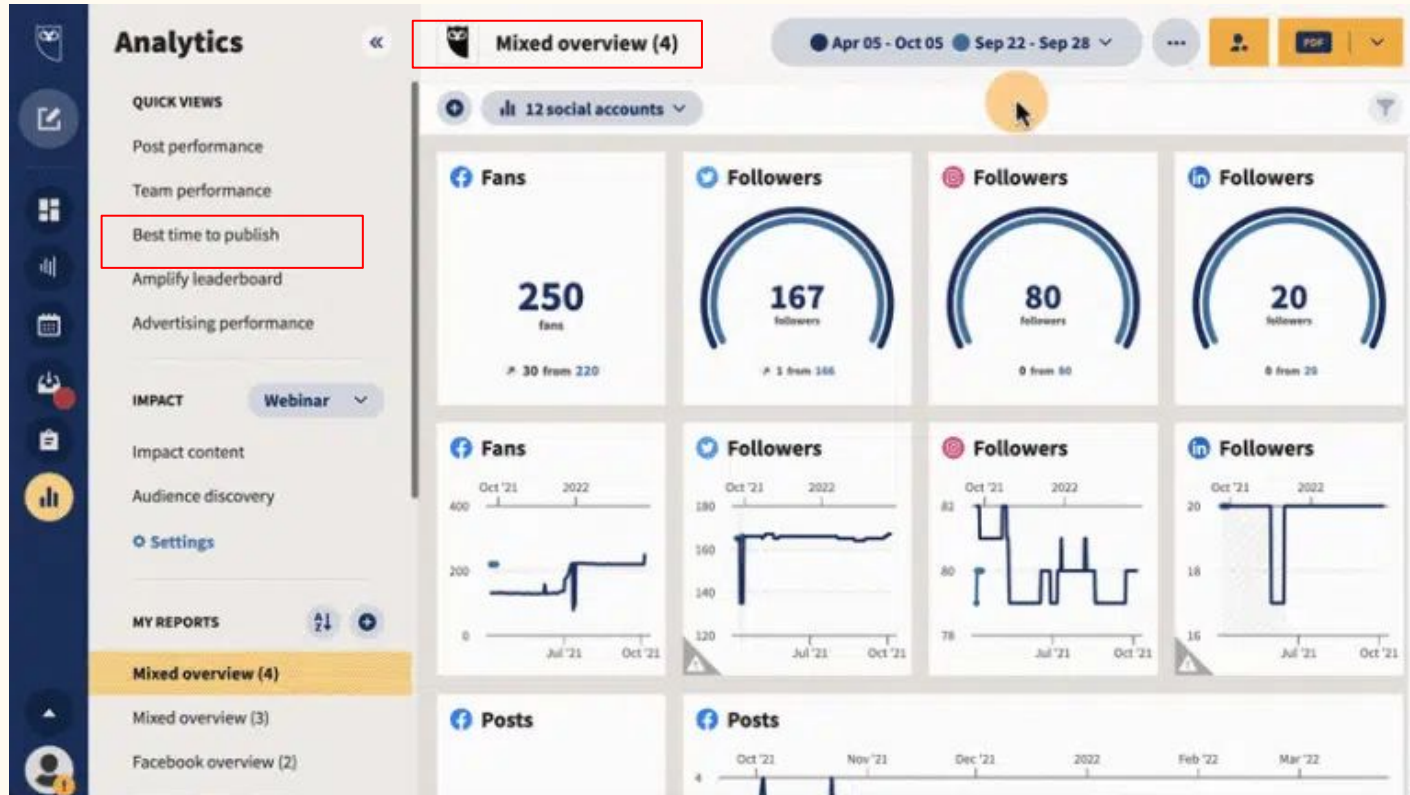 Analytics
«
Mixed overview (4)
Apr 05 - Oct 05 Sep 22 - Sep 28
PDF
QUICK VIEWS
12 social accounts
Post performance
Team performance
Best time to publish
Amplify leaderboard
Advertising performance
IMPACT Webinar
Impact content
Audience discovery
Settings
MY REPORTS
Mixed overview (4)
Mixed overview (3)
Facebook overview (2)
Fans
250
fans
30 from 220
Followers
167
followers
1 from 166
Followers
80
followers
0 from 80
Followers
20
followers
0 from 20
Fans
Oct '21 2022
400
200
0
Jul '21 Oct '21
Followers
Oct '21 2022
180
160
140
120
Jul '21 Oct '21
Followers
Oct '21 2022
82
80
78
Jul '21 Oct '21
Followers
Oct '21 2022
20
18
16
Jul '21 Oct '21
Posts
Posts
Oct '21 Nov '21 Dec '21 2022 Feb '22 Mar '22
4